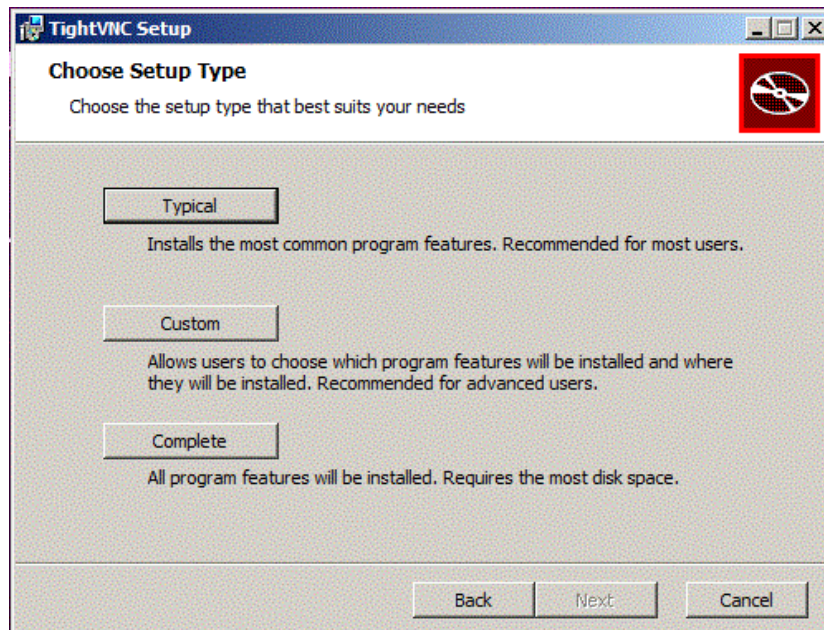 TightVNC Setup
Choose Setup Type
Choose the setup type that best suits your needs
Typical
Installs the most common program features. Recommended for most users.
Custom
Allows users to choose which program features will be installed and where
they will be installed. Recommended for advanced users.
Complete
All program features will be installed. Requires the most disk space.
Back Next Cancel